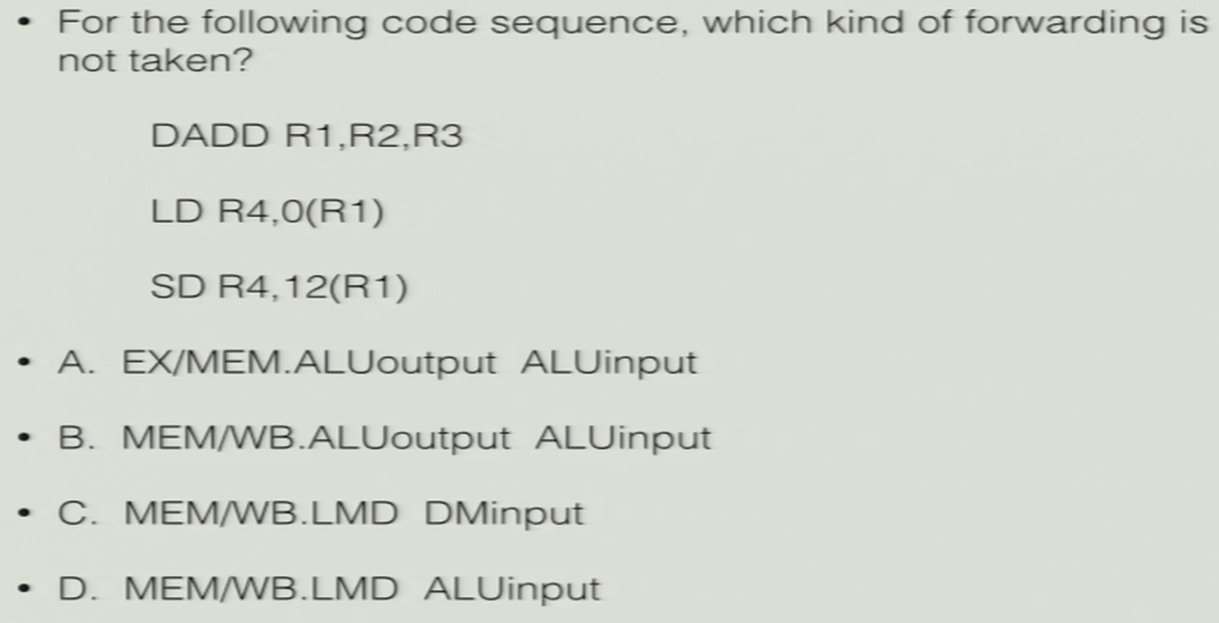 • For the following code sequence, which kind of forwarding is
not taken?
DADD R1,R2,R3
LD R4,0(R1)
SD R4,12(R1)
• A. EX/MEM.ALUoutput ALUinput
• B. MEM/WB.ALUoutput ALUinput
• C. MEM/WB.LMD DMinput
• D. MEM/WB.LMD ALUinput